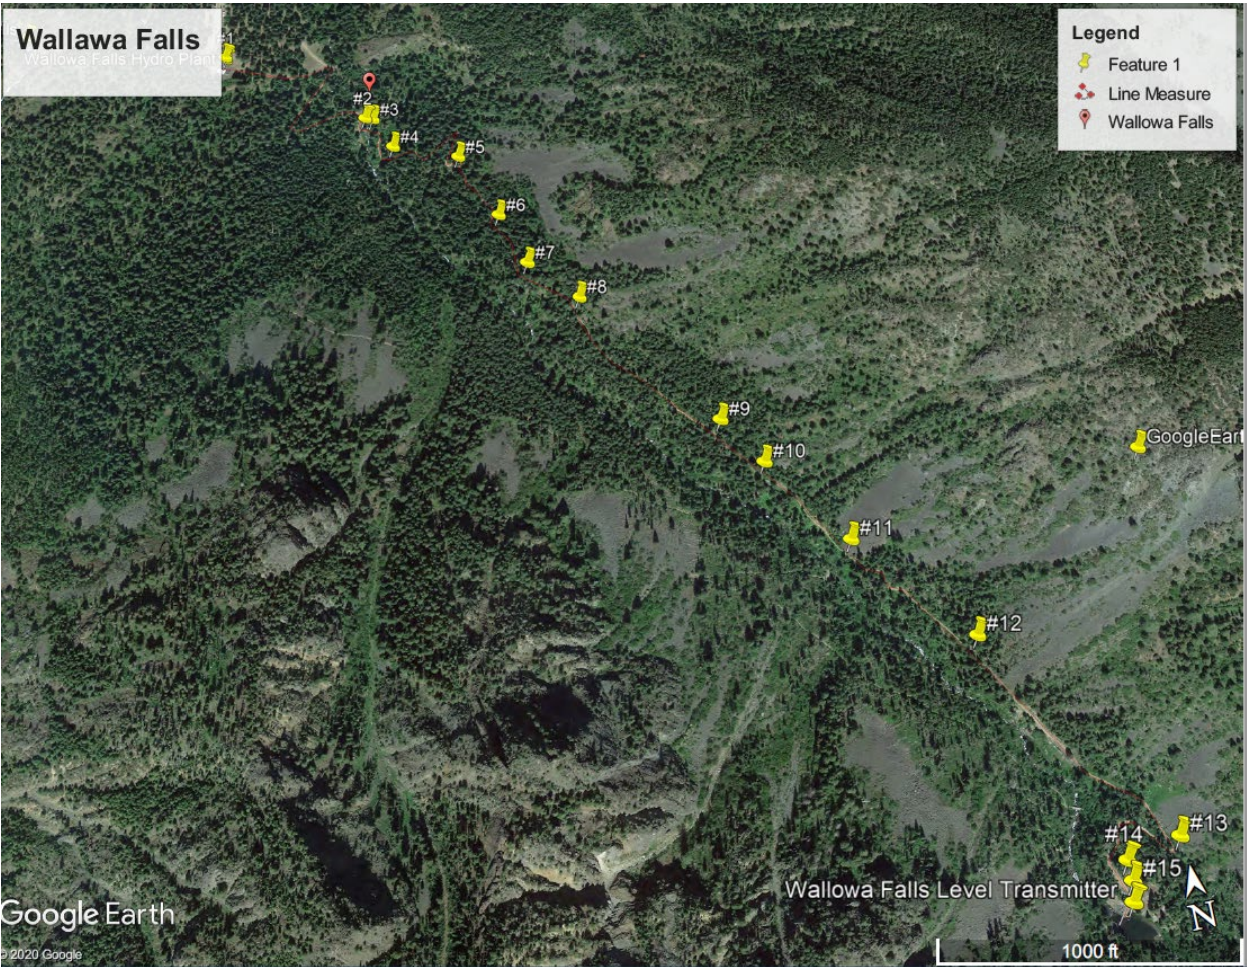 Wallawa Falls
#1
Wallowa Falls Hydro Plant
Legend
Feature 1
Line Measure
Wallowa Falls
#2
#3
#4
#5
#6
#7
#8
#9
#10
GoogleEart
#11
#12
#13
#14
#15
Wallowa Falls Level Transmitter
N
Google Earth
© 2020 Google
1000 ft